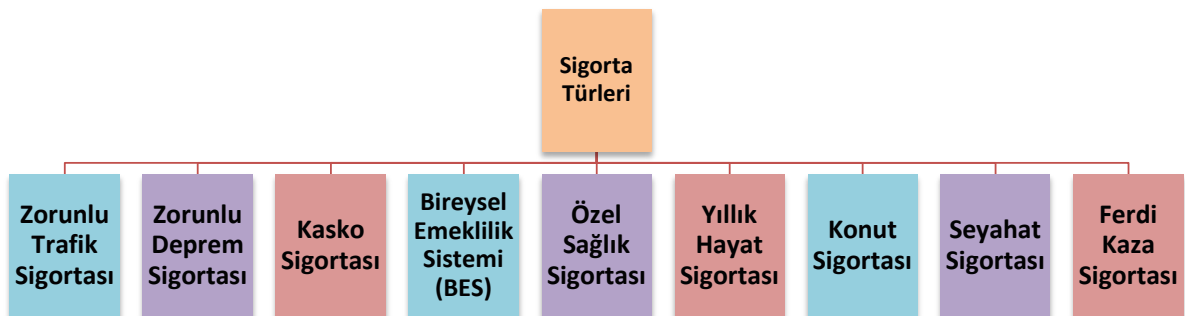 Sigorta
Türleri
Zorunlu
Trafik
Sigortası
Zorunlu
Deprem
Sigortası
Kasko
Sigortası
Bireysel
Emeklilik
Sistemi
(BES)
Özel
Sağlık
Sigortası
Yıllık
Hayat
Sigortası
Konut
Sigortası
Seyahat
Sigortası
Ferdi
Kaza
Sigortası